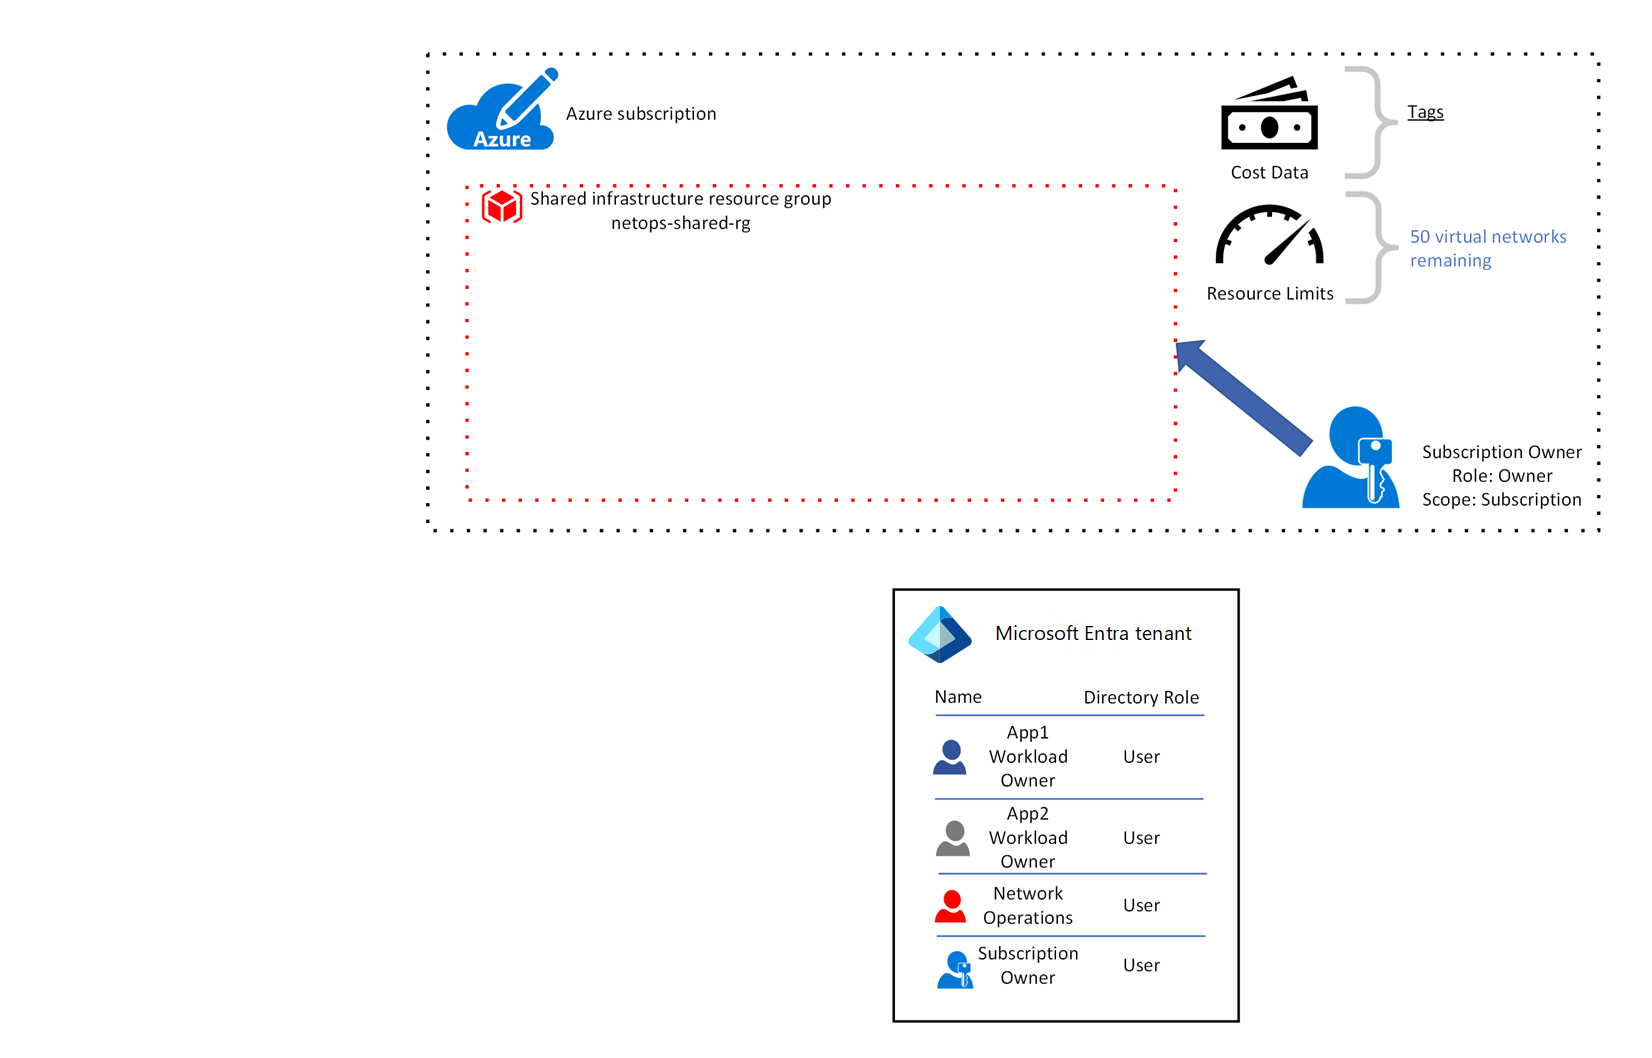 Azure
Azure subscription
Cost Data
Tags
Shared infrastructure resource group
netops-shared-rg
50 virtual networks
remaining
Resource Limits
Subscription Owner
Role: Owner
Scope: Subscription
Microsoft Entra tenant
Name Directory Role
App1
Workload
Owner
User
App2
Workload
Owner
User
Network
Operations
User
Subscription
Owner
User